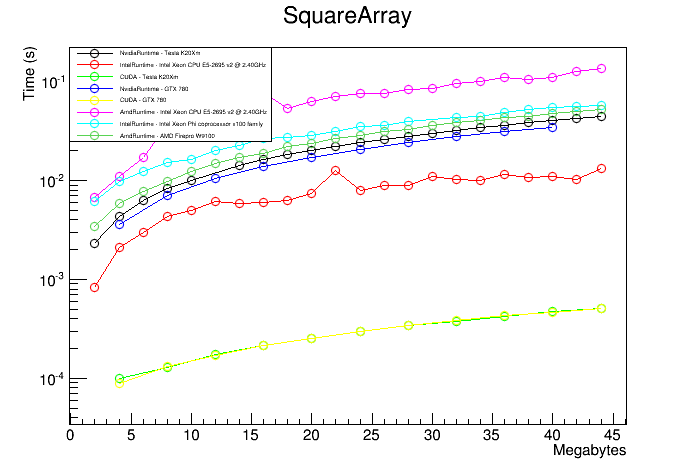 SquareArray
Time (s)
NvidiaRuntime - Tesla K20Xm
IntelRuntime - Intel Xeon CPU E5-2695 v2 @ 2.40GHz
CUDA - Tesla K20Xm
NvidiaRuntime - GTX 780
CUDA - GTX 780
AmdRuntime - Intel Xeon CPU E5-2695 v2 @ 2.40GHz
IntelRuntime - Intel Xeon Phi coprocessor x100 family
AmdRuntime - AMD Firepro W9100
10⁻¹
10⁻²
10⁻³
10⁻⁴
0 5 10 15 20 25 30 35 40 45
Megabytes